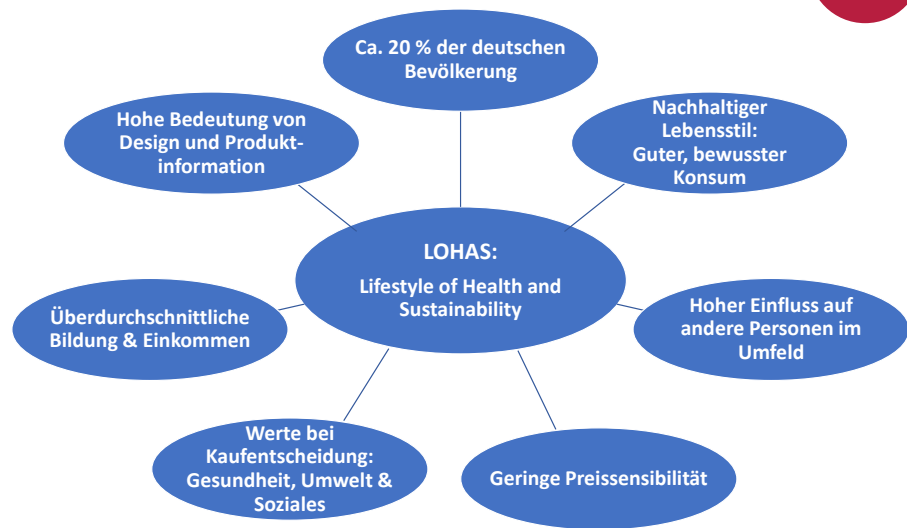 Ca. 20 % der deutschen
Bevölkerung
Hohe Bedeutung von
Design und Produkt-
information
Nachhaltiger
Lebensstil:
Guter, bewusster
Konsum
LOHAS:
Lifestyle of Health and
Sustainability
Überdurchschnittliche
Bildung & Einkommen
Hoher Einfluss auf
andere Personen im
Umfeld
Werte bei
Kaufentscheidung:
Gesundheit, Umwelt &
Soziales
Geringe Preissensibilität